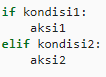 if kondisi1:
    aksi1
elif kondisi2:
    aksi2